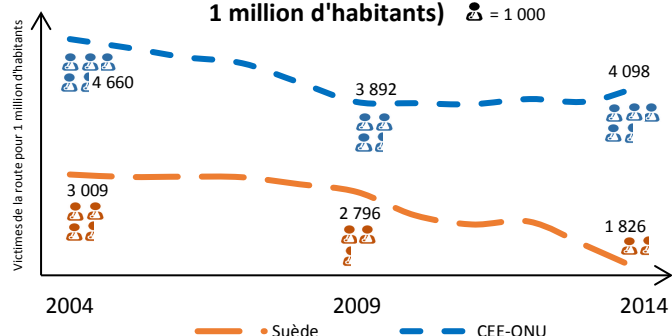 1 million d'habitants) = 1 000
Victimes de la route pour 1 million d'habitants
4 660
3 892
4 098
3 009
2 796
1 826
2004 2009 2014
Suède CEE-ONU